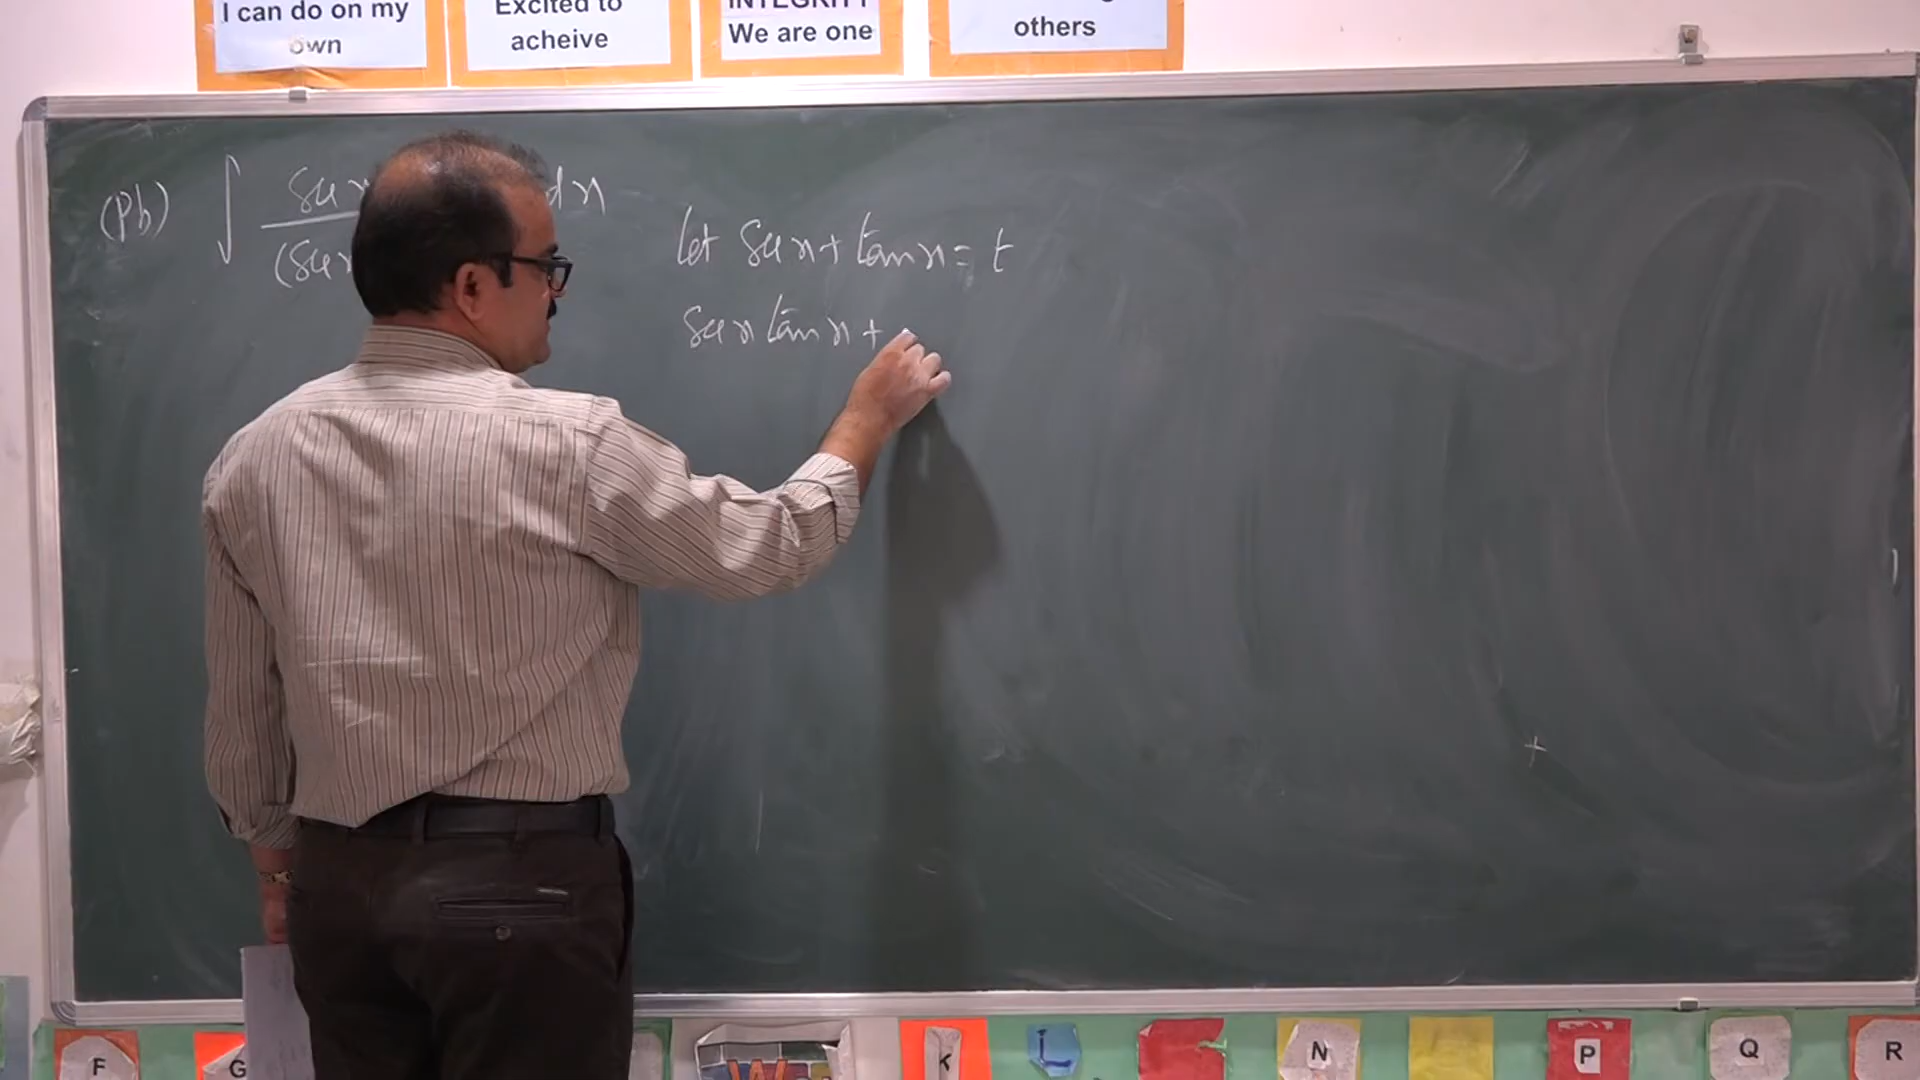 I can do on my
own
Excited to
acheive
INTEGRITY
We are one
others
(Pb) ∫ sec x dx
(sec x
let sec x + tan x = t
sec x tan x +
F
G
K
L
N
P
Q
R